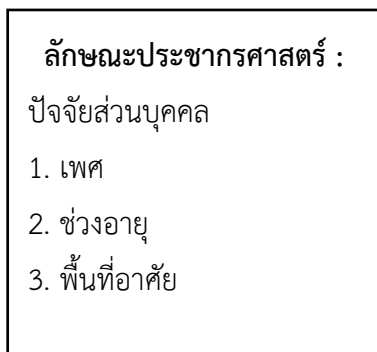 ลักษณะประชากรศาสตร์ :
ปัจจัยส่วนบุคคล
1. เพศ
2. ช่วงอายุ
3. พื้นที่อาศัย